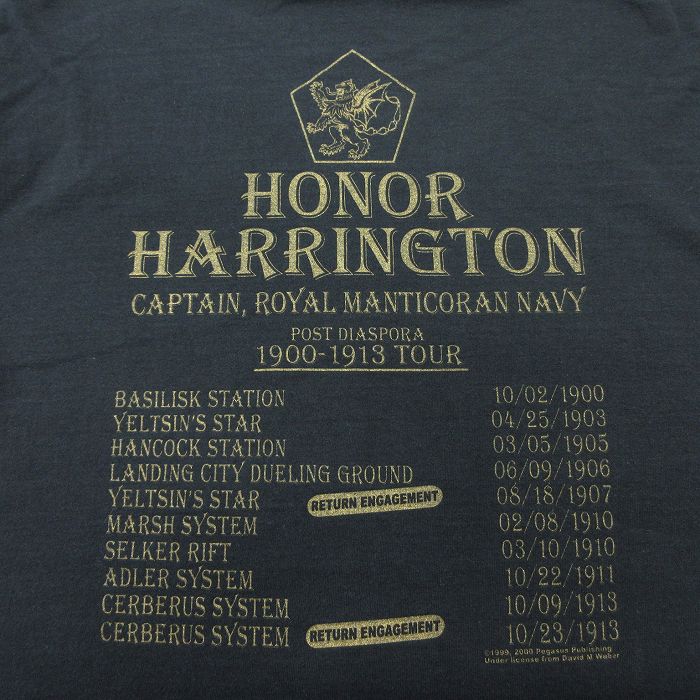 HONOR
HARRINGTON
CAPTAIN, ROYAL MANTICORAN NAVY
POST DIASPORA
1900-1913 TOUR
BASILISK STATION 10/02/1900
YELTSIN'S STAR 04/25/1903
HANCOCK STATION 03/05/1905
LANDING CITY DUELING GROUND 06/09/1906
YELTSIN'S STAR RETURN ENGAGEMENT 08/18/1907
MARSH SYSTEM 02/08/1910
SELKER RIFT 03/10/1910
ADLER SYSTEM 10/22/1911
CERBERUS SYSTEM 10/09/1913
CERBERUS SYSTEM RETURN ENGAGEMENT 10/23/1913
©1999, 2000 Pegasus Publishing
Under license from David M Weber